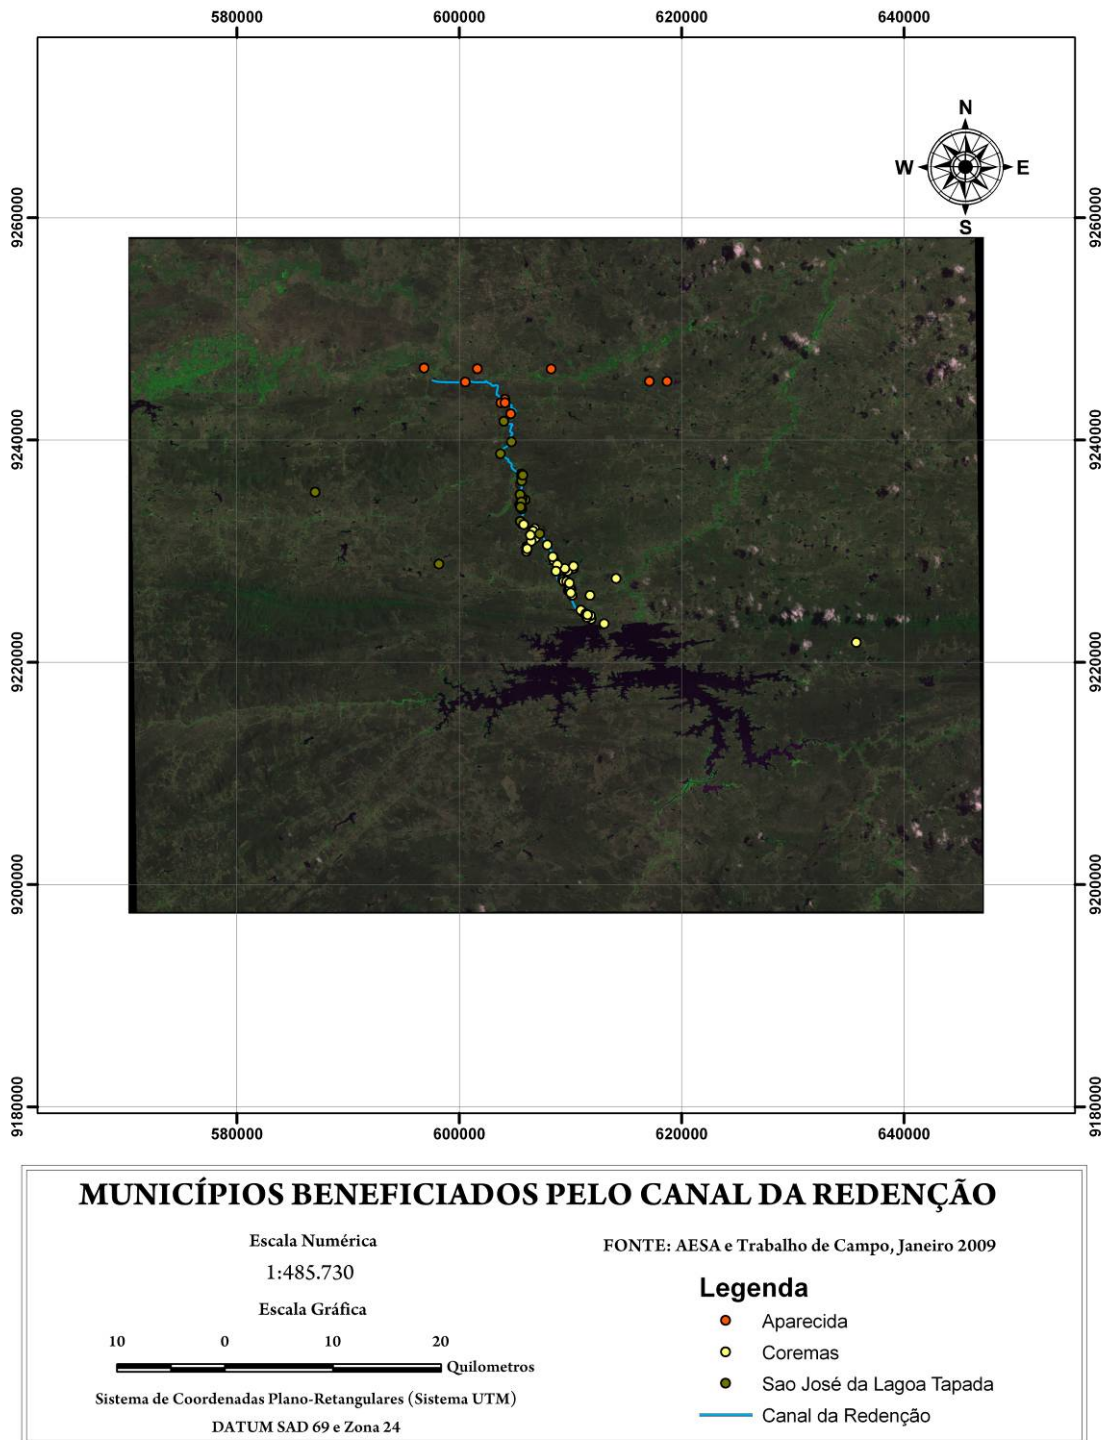 580000 600000 620000 640000
N
W E
S
9260000 9260000
9240000 9240000
9220000 9220000
9200000 9200000
9180000 9180000
580000 600000 620000 640000
MUNICÍPIOS BENEFICIADOS PELO CANAL DA REDENÇÃO
Escala Numérica
1:485.730
Escala Gráfica
10 0 10 20
Quilometros
Sistema de Coordenadas Plano-Retangulares (Sistema UTM)
DATUM SAD 69 e Zona 24
FONTE: AESA e Trabalho de Campo, Janeiro 2009
Legenda
Aparecida
Coremas
Sao José da Lagoa Tapada
Canal da Redenção